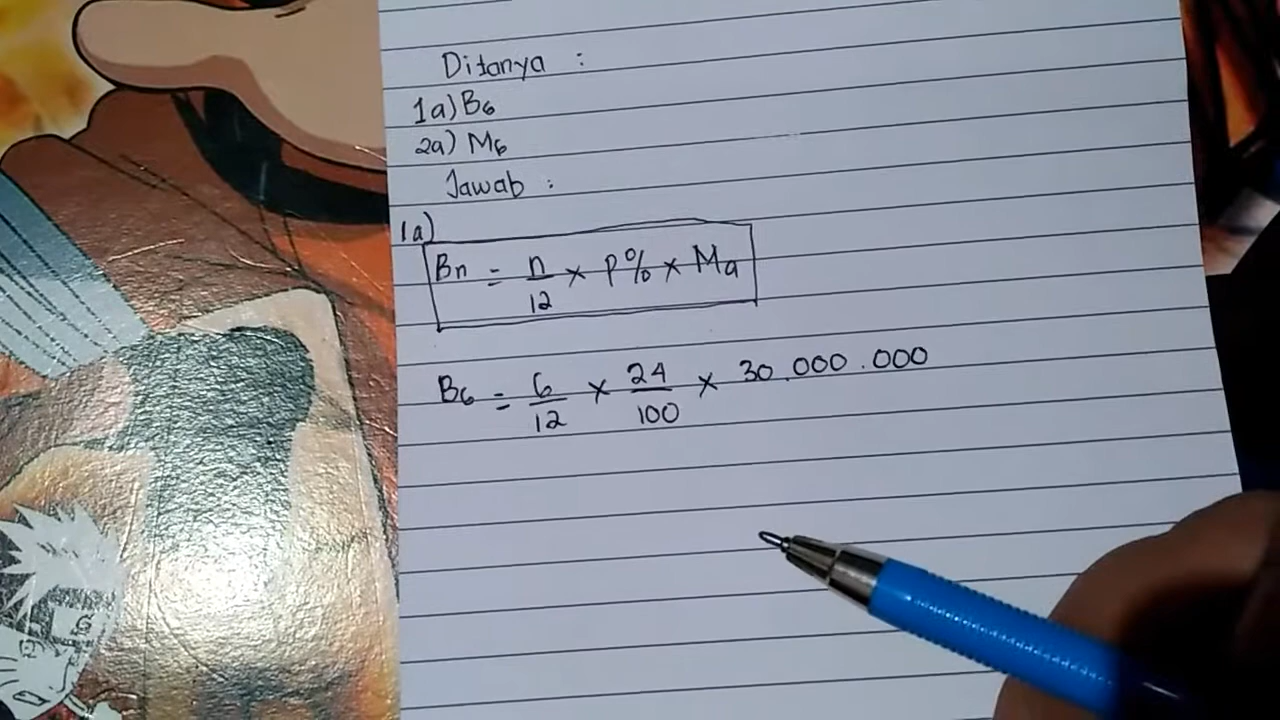 Ditanya :
1a) B6
2a) M6
Jawab :
1a)
Bn = n/12 × P% × Ma
B6 = 6/12 × 24/100 × 30.000.000